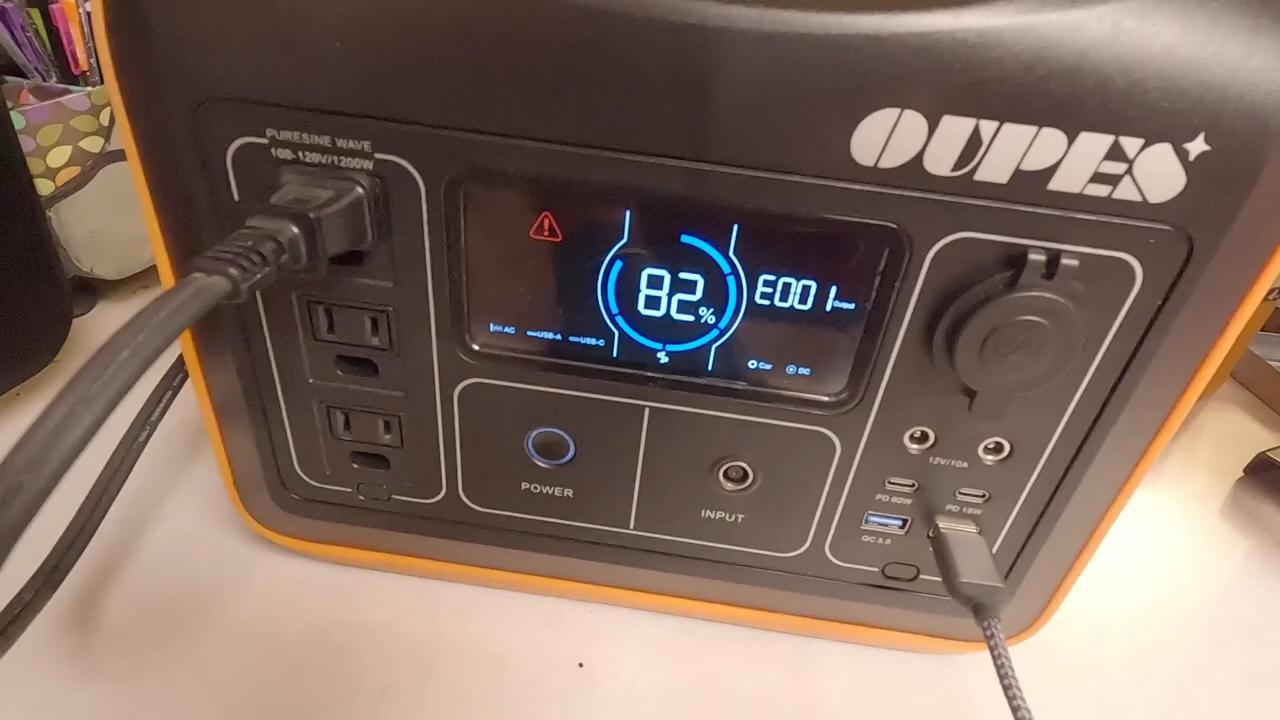 PURESINE WAVE
100-120V/1200W
OUPES
82%
E001 Output
AC USB-A USB-C
Car DC
POWER
INPUT
12V/10A
PD 60W
PD 18W
QC 3.0